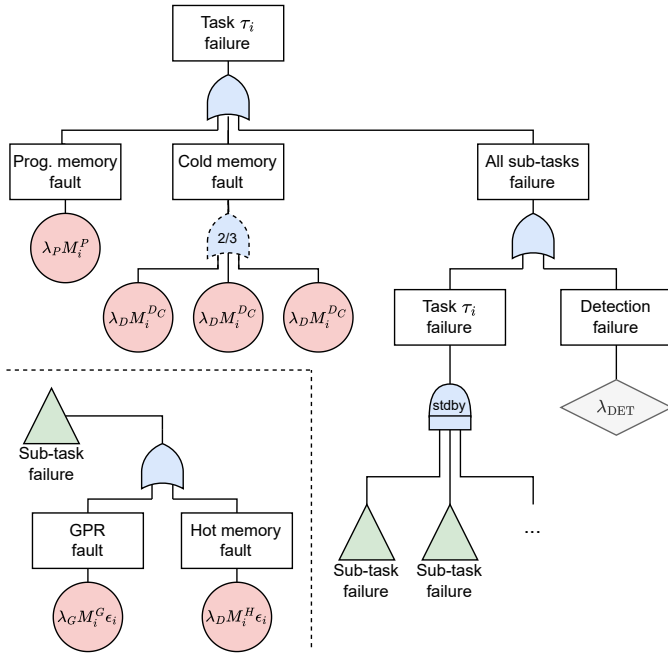 Task τᵢ
failure
Prog. memory
fault
Cold memory
fault
All sub-tasks
failure
λ_P M_i^P
2/3
λ_D M_i^{D_C}
λ_D M_i^{D_C}
λ_D M_i^{D_C}
Task τᵢ
failure
Detection
failure
stdby
λ_DET
Sub-task
failure
GPR
fault
Hot memory
fault
λ_G M_i^G ϵ_i
λ_D M_i^H ϵ_i
Sub-task
failure
Sub-task
failure
...